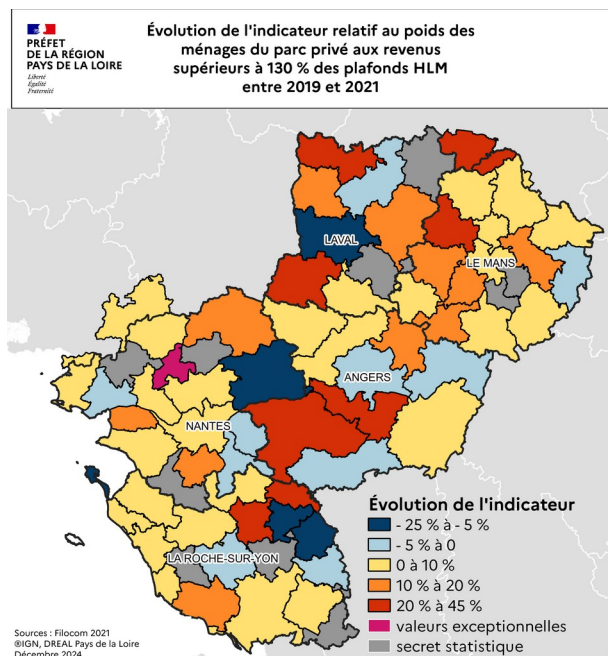 PRÉFET
DE LA RÉGION
PAYS DE LA LOIRE
Liberté
Égalité
Fraternité
Évolution de l'indicateur relatif au poids des
ménages du parc privé aux revenus
supérieurs à 130 % des plafonds HLM
entre 2019 et 2021
LAVAL
LE MANS
ANGERS
NANTES
LA ROCHE-SUR-YON
Évolution de l'indicateur
- 25 % à - 5 %
- 5 % à 0
0 à 10 %
10 % à 20 %
20 % à 45 %
valeurs exceptionnelles
secret statistique
Sources : Filocom 2021
®IGN, DREAL Pays de la Loire
Décembre 2024